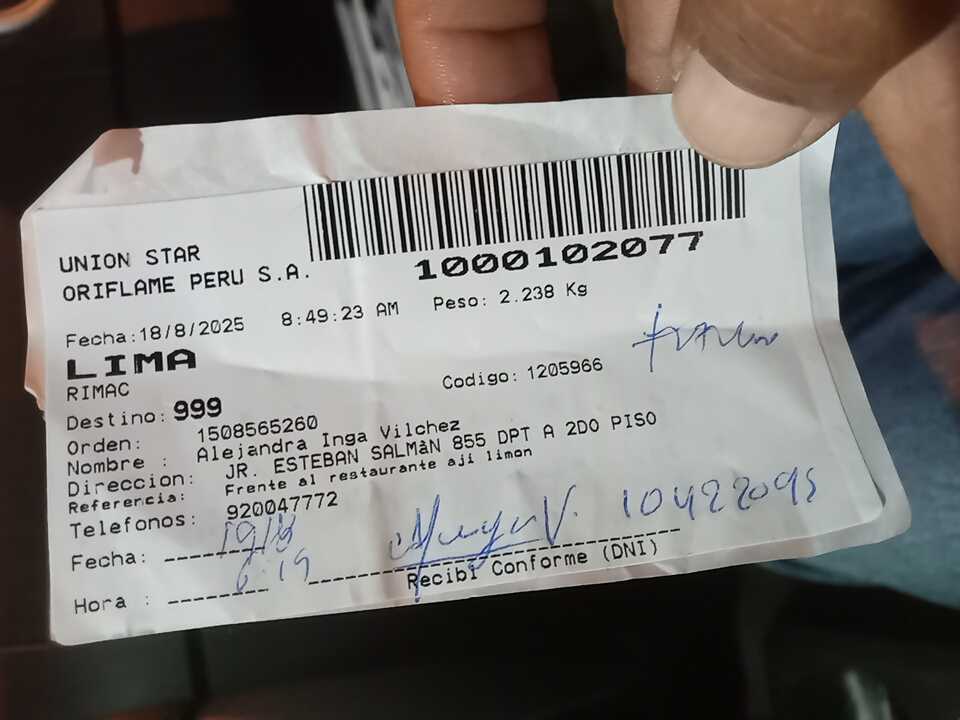 UNION STAR
ORIFLAME PERU S.A.
1000102077
Fecha:18/8/2025 8:49:23 AM Peso: 2.238 Kg
LIMA
RIMAC
Codigo: 1205966
Destino: 999
Orden: 1508565260
Nombre : Alejandra Inga Vilchez
Direccion: JR. ESTEBAN SALMàN 855 DPT A 2DO PISO
Referencia: Frente al restaurante aji limon
Telefonos: 920047772
Fecha: 19/8
10422095
Hora : 6:19
Recibi Conforme (DNI)